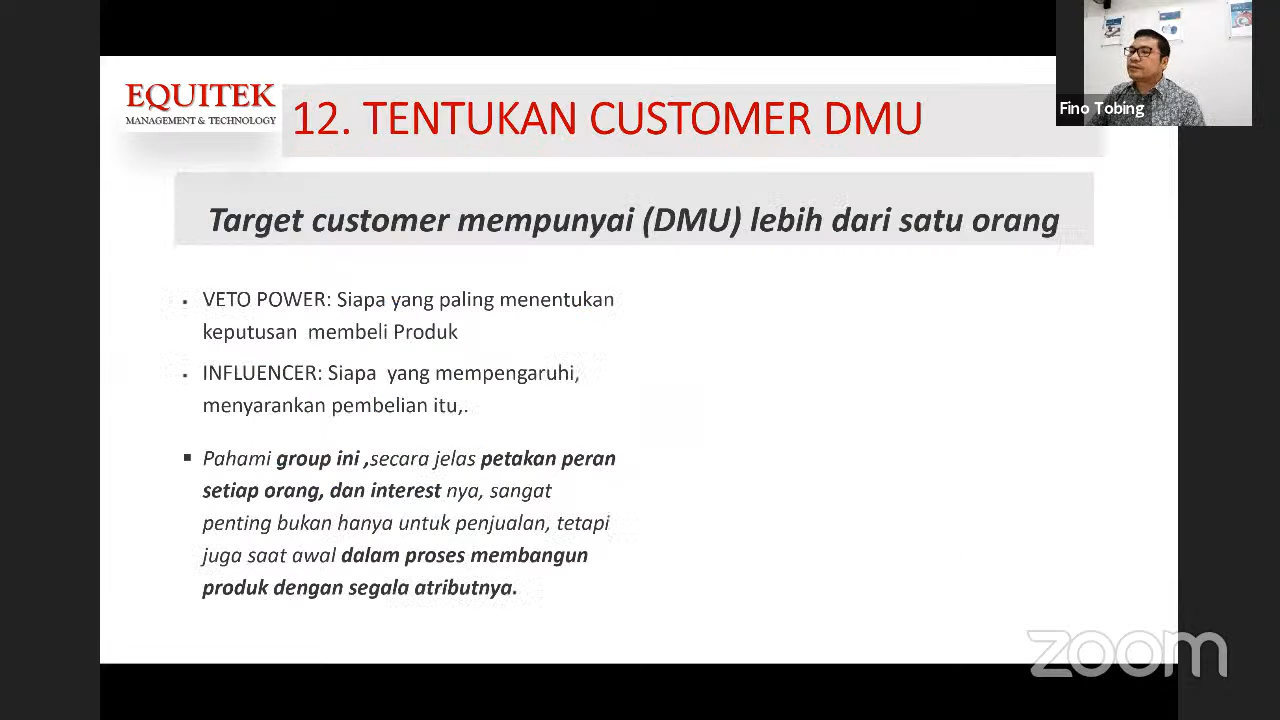 EQUITEK
MANAGEMENT & TECHNOLOGY
12. TENTUKAN CUSTOMER DMU
Fino Tobing
Target customer mempunyai (DMU) lebih dari satu orang
▪ VETO POWER: Siapa yang paling menentukan
keputusan membeli Produk
▪ INFLUENCER: Siapa yang mempengaruhi,
menyarankan pembelian itu,.
▪ Pahami group ini ,secara jelas petakan peran
setiap orang, dan interest nya, sangat
penting bukan hanya untuk penjualan, tetapi
juga saat awal dalam proses membangun
produk dengan segala atributnya.
zoom